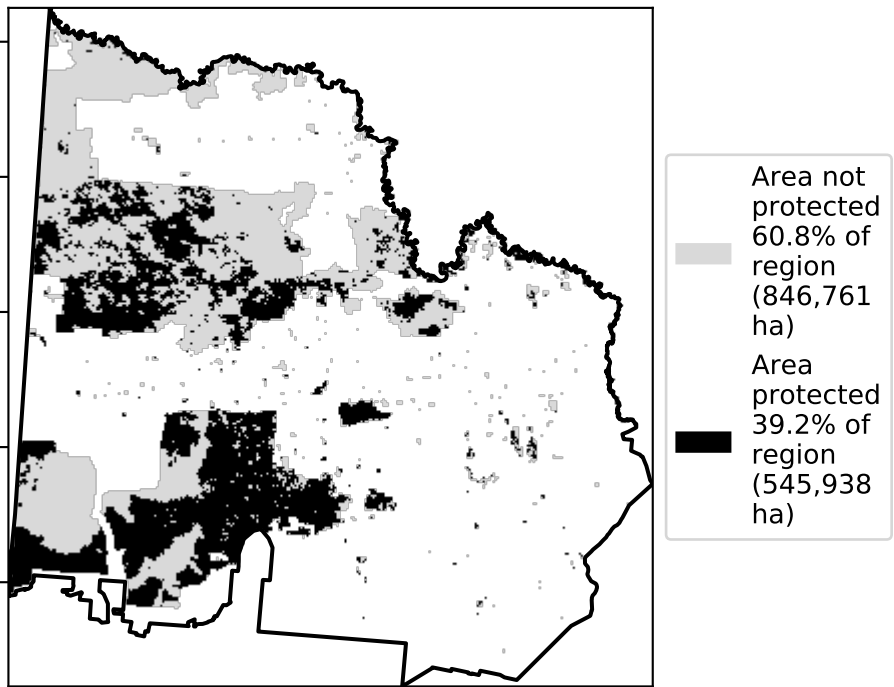 Area not
protected
60.8% of
region
(846,761
ha)
Area
protected
39.2% of
region
(545,938
ha)